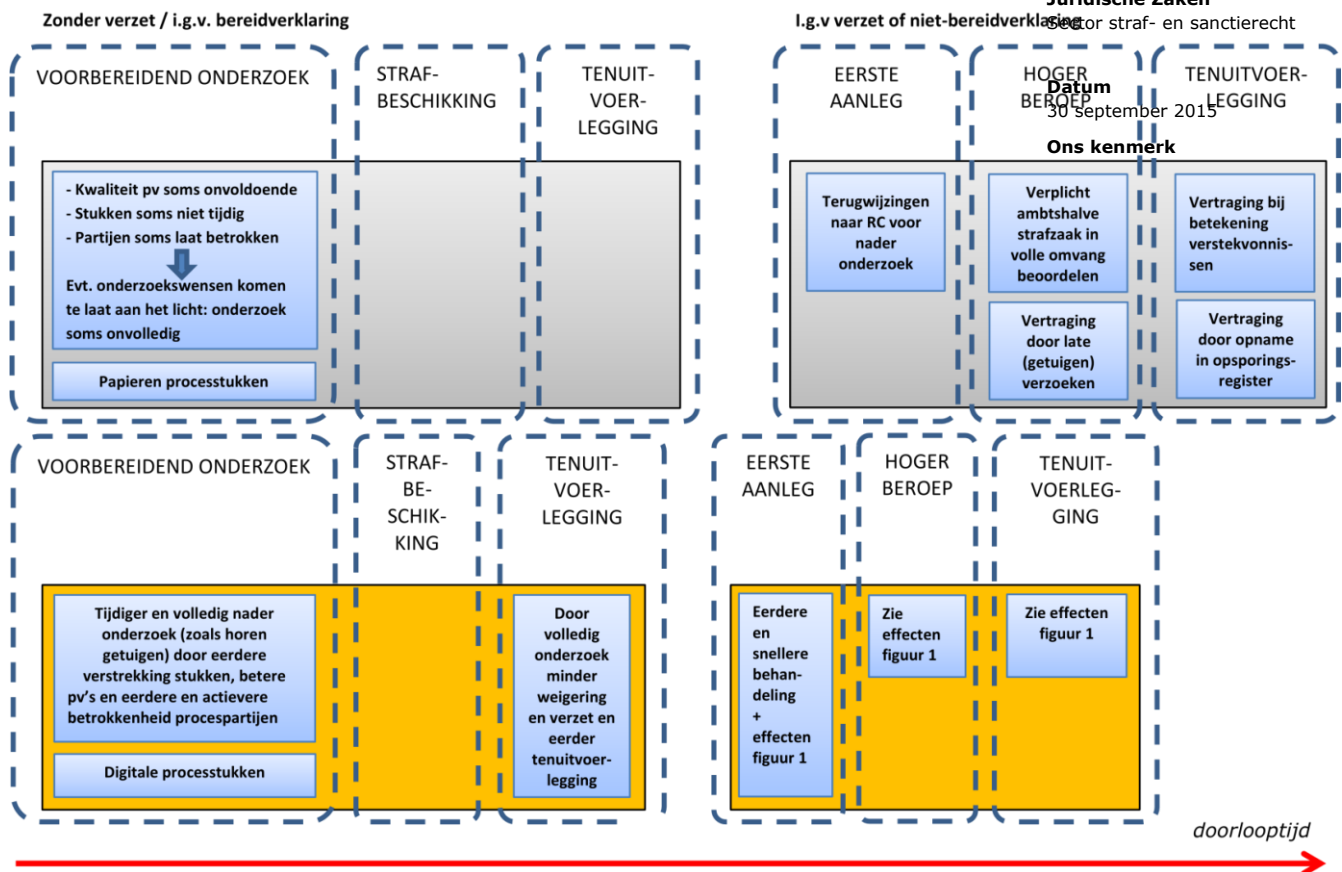 Juridische Zaken
Sector straf- en sanctierecht
Datum
30 september 2015
Ons kenmerk
Zonder verzet / i.g.v. bereidverklaring
I.g.v verzet of niet-bereidverklaring
VOORBEREIDEND ONDERZOEK
STRAF-
BESCHIKKING
TENUIT-
VOER-
LEGGING
EERSTE
AANLEG
HOGER
BEROEP
TENUITVOER-
LEGGING
- Kwaliteit pv soms onvoldoende
- Stukken soms niet tijdig
- Partijen soms laat betrokken
Evt. onderzoekswensen komen
te laat aan het licht: onderzoek
soms onvolledig
Papieren processtukken
Terugwijzingen
naar RC voor
nader
onderzoek
Verplicht
ambtshalve
strafzaak in
volle omvang
beoordelen
Vertraging
door late
(getuigen)
verzoeken
Vertraging bij
betekening
verstekvonnis-
sen
Vertraging
door opname
in opsporings-
register
VOORBEREIDEND ONDERZOEK
STRAF-
BE-
SCHIK-
KING
TENUIT-
VOER-
LEGGING
EERSTE
AANLEG
HOGER
BEROEP
TENUIT-
VOERLEG-
GING
Tijdiger en volledig nader
onderzoek (zoals horen
getuigen) door eerdere
verstrekking stukken, betere
pv's en eerdere en actievere
betrokkenheid procespartijen
Digitale processtukken
Door
volledig
onderzoek
minder
weigering
en verzet en
eerder
tenuitvoer-
legging
Eerdere
en
snellere
behan-
deling
+
effecten
figuur 1
Zie
effecten
figuur 1
Zie effecten
figuur 1
doorlooptijd